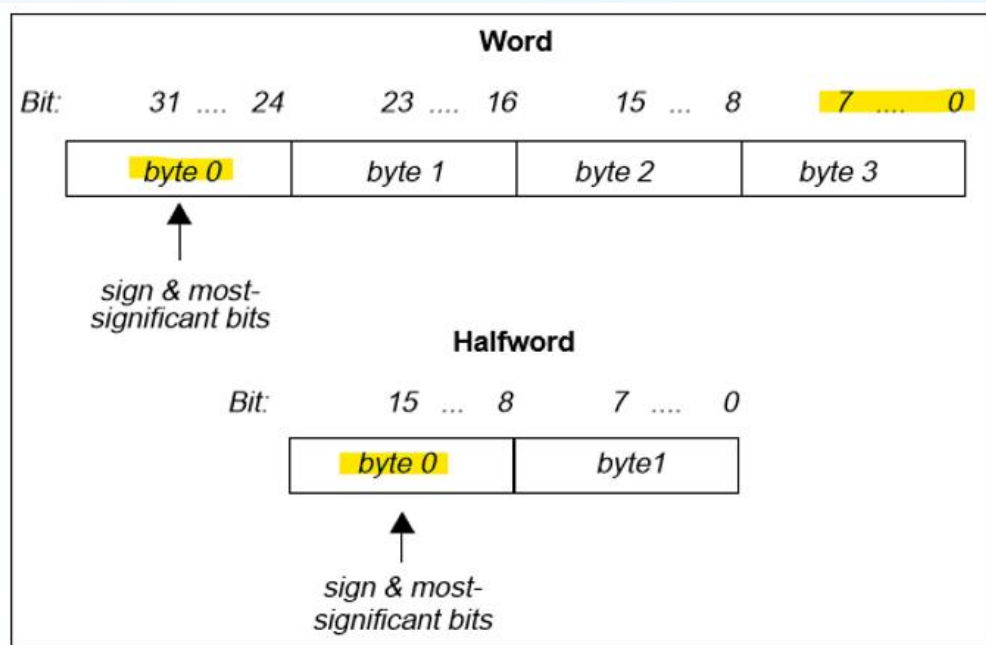 Word
Bit: 31 .... 24 23 .... 16 15 ... 8 7 .... 0
byte 0 byte 1 byte 2 byte 3
sign & most-
significant bits
Halfword
Bit: 15 ... 8 7 .... 0
byte 0 byte1
sign & most-
significant bits